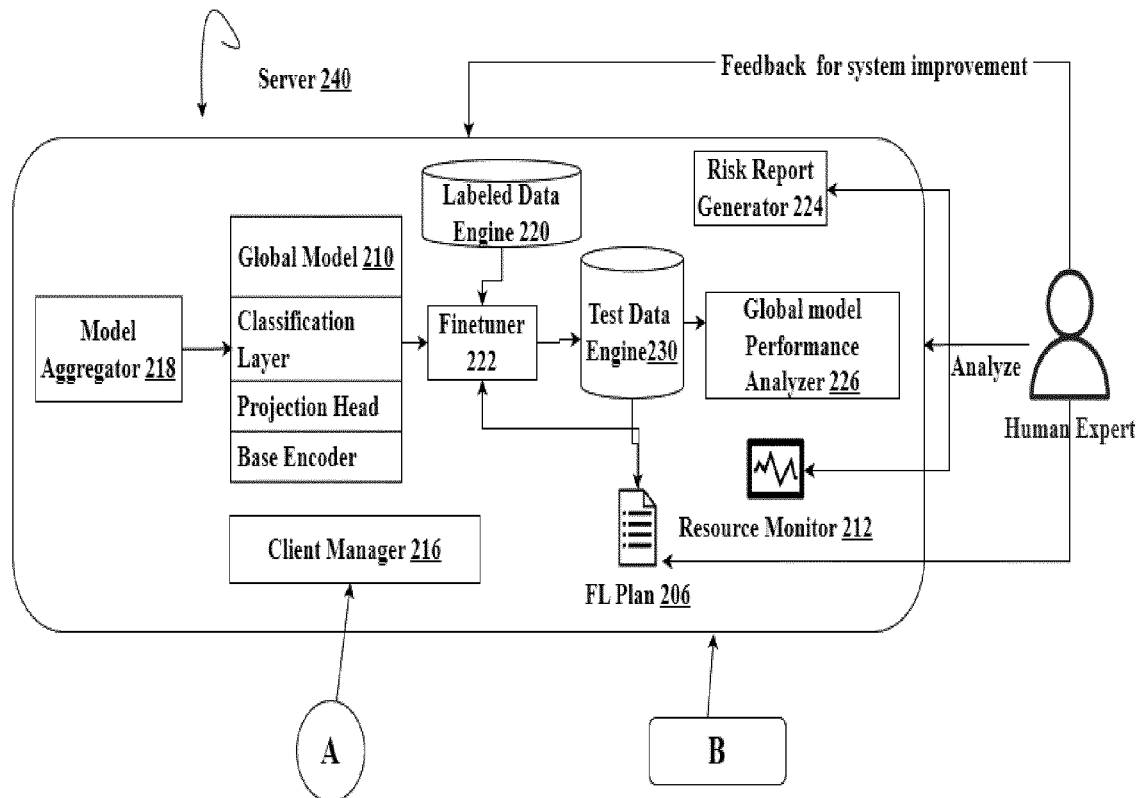 Feedback for system improvement
Server 240
Risk Report
Generator 224
Labeled Data
Engine 220
Global Model 210
Classification
Layer
Projection Head
Base Encoder
Model
Aggregator 218
Finetuner
222
Test Data
Engine230
Global model
Performance
Analyzer 226
Analyze
Human Expert
Resource Monitor 212
Client Manager 216
FL Plan 206
A
B